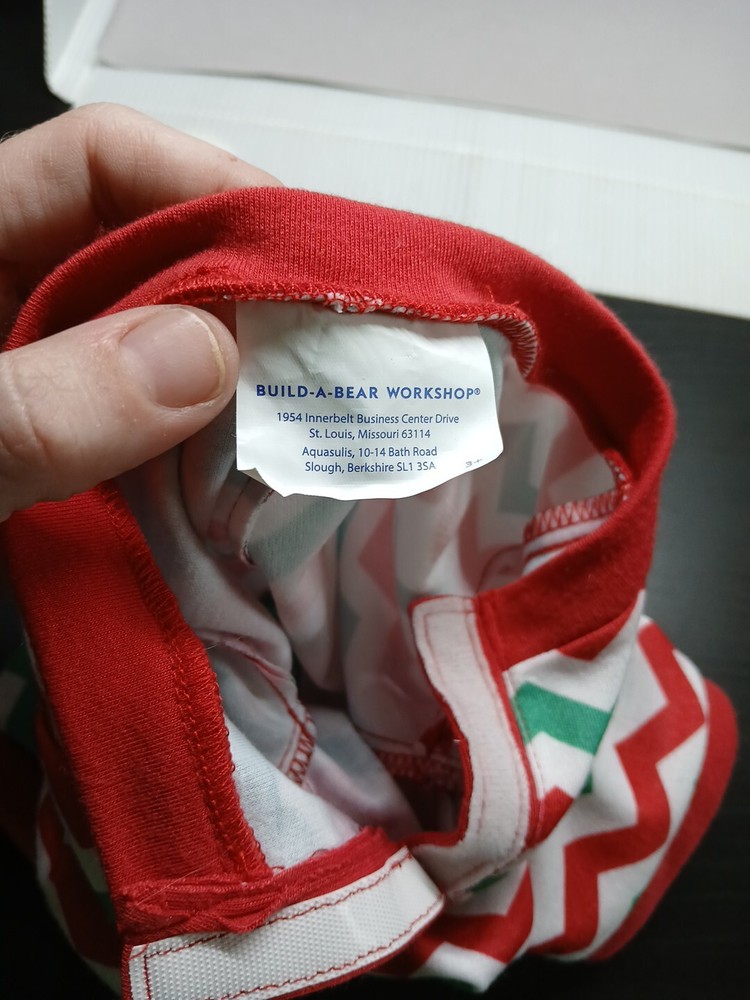 BUILD-A-BEAR WORKSHOP®
1954 Innerbelt Business Center Drive
St. Louis, Missouri 63114
Aquasulis, 10-14 Bath Road
Slough, Berkshire SL1 3SA